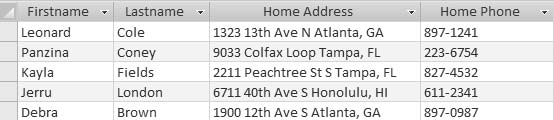 Firstname Lastname Home Address Home Phone
Leonard Cole 1323 13th Ave N Atlanta, GA 897-1241
Panzina Coney 9033 Colfax Loop Tampa, FL 223-6754
Kayla Fields 2211 Peachtree St S Tampa, FL 827-4532
Jerru London 6711 40th Ave S Honolulu, HI 611-2341
Debra Brown 1900 12th Ave S Atlanta, GA 897-0987